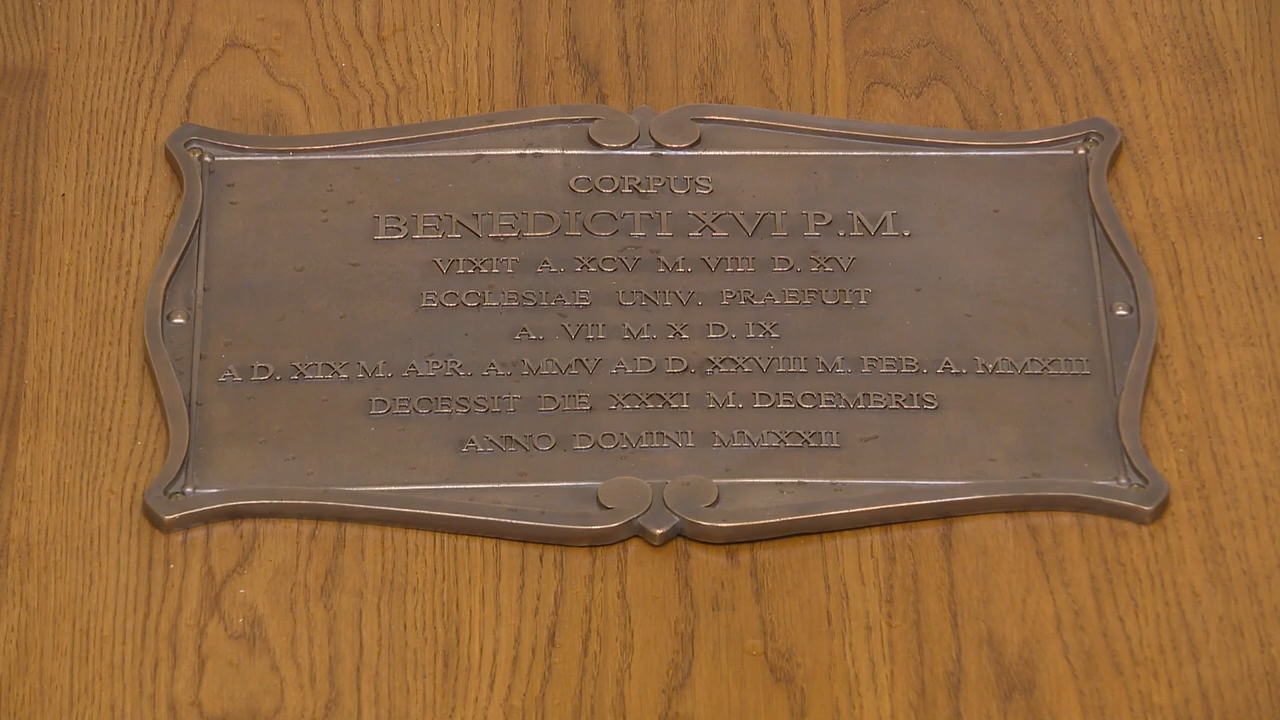 CORPUS
BENEDICTI XVI P.M.
VIXIT A. XCV M. VIII D. XV
ECCLESIAE UNIV. PRAEFUIT
A. VII M. X D. IX
A D. XIX M. APR. A. MMV AD D. XXVIII M. FEB. A. MMXIII
DECESSIT DIE XXXI M. DECEMBRIS
ANNO DOMINI MMXXII